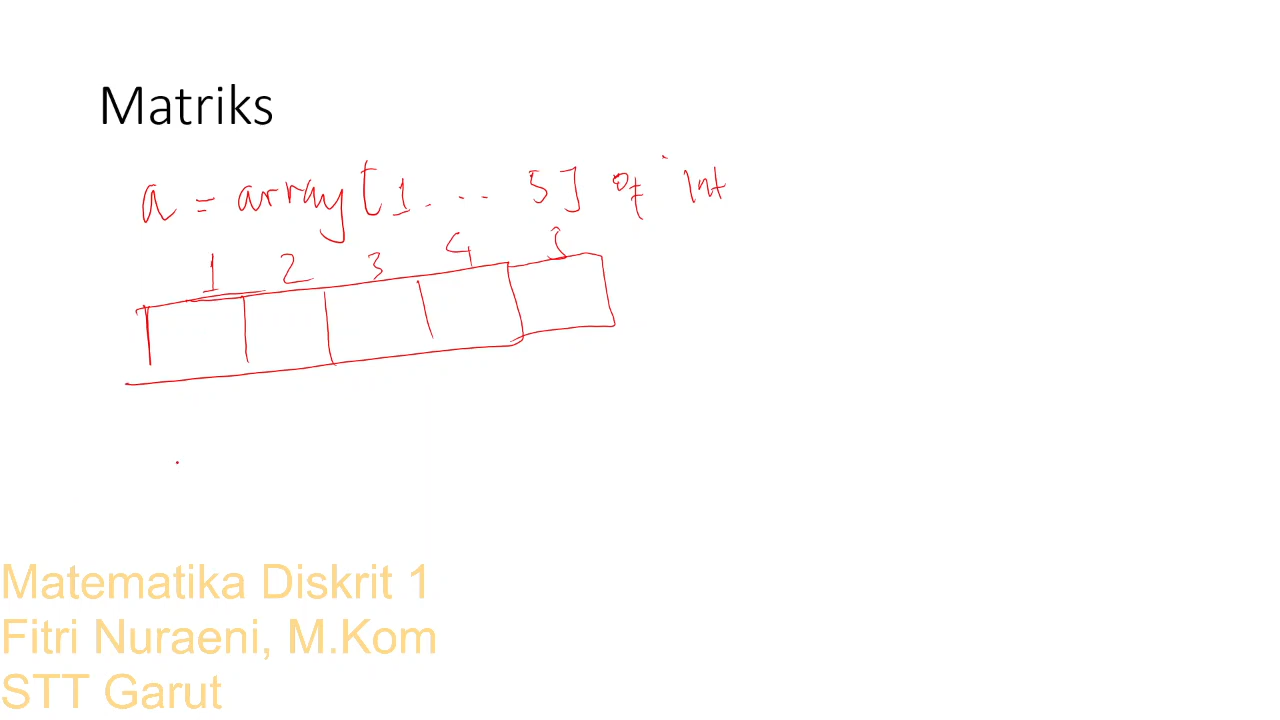 Matriks
a = array [1 ... 5] of int
1 2 3 4 5
Matematika Diskrit 1
Fitri Nuraeni, M.Kom
STT Garut